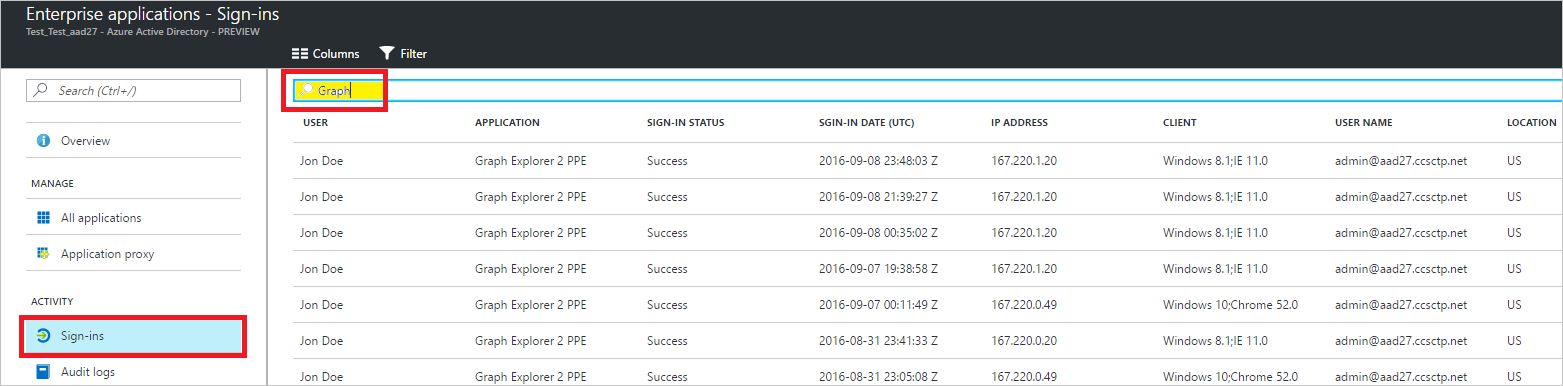 Enterprise applications - Sign-ins
Test_Test_aad27 - Azure Active Directory - PREVIEW
Columns Filter
Search (Ctrl+/)
Overview
MANAGE
All applications
Application proxy
ACTIVITY
Sign-ins
Audit logs
Graph
USER APPLICATION SIGN-IN STATUS SGIN-IN DATE (UTC) IP ADDRESS CLIENT USER NAME LOCATION
Jon Doe Graph Explorer 2 PPE Success 2016-09-08 23:48:03 Z 167.220.1.20 Windows 8.1;IE 11.0 admin@aad27.ccsctp.net US
Jon Doe Graph Explorer 2 PPE Success 2016-09-08 21:39:27 Z 167.220.1.20 Windows 8.1;IE 11.0 admin@aad27.ccsctp.net US
Jon Doe Graph Explorer 2 PPE Success 2016-09-08 00:35:02 Z 167.220.1.20 Windows 8.1;IE 11.0 admin@aad27.ccsctp.net US
Jon Doe Graph Explorer 2 PPE Success 2016-09-07 19:38:58 Z 167.220.1.20 Windows 8.1;IE 11.0 admin@aad27.ccsctp.net US
Jon Doe Graph Explorer 2 PPE Success 2016-09-07 00:11:49 Z 167.220.0.49 Windows 10;Chrome 52.0 admin@aad27.ccsctp.net US
Jon Doe Graph Explorer 2 PPE Success 2016-08-31 23:41:33 Z 167.220.0.20 Windows 8.1;IE 11.0 admin@aad27.ccsctp.net US
Jon Doe Graph Explorer 2 PPE Success 2016-08-31 23:05:08 Z 167.220.0.49 Windows 8.1;IE 11.0 admin@aad27.ccsctp.net US